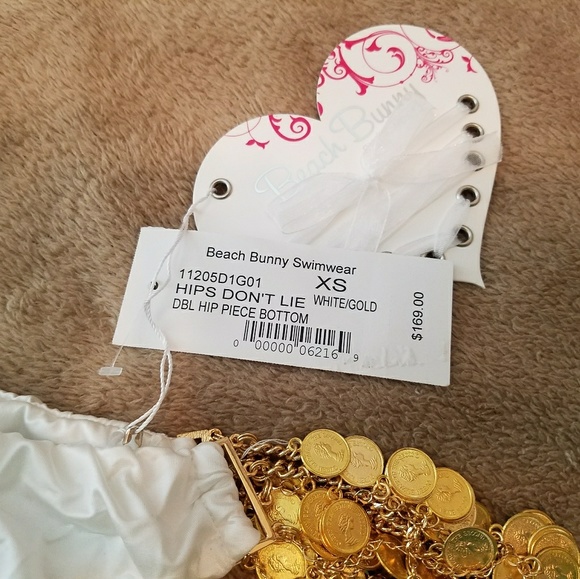 Beach Bunny
Beach Bunny Swimwear
11205D1G01 XS
HIPS DON'T LIE WHITE/GOLD
DBL HIP PIECE BOTTOM
0 00000 06216 9
$169.00